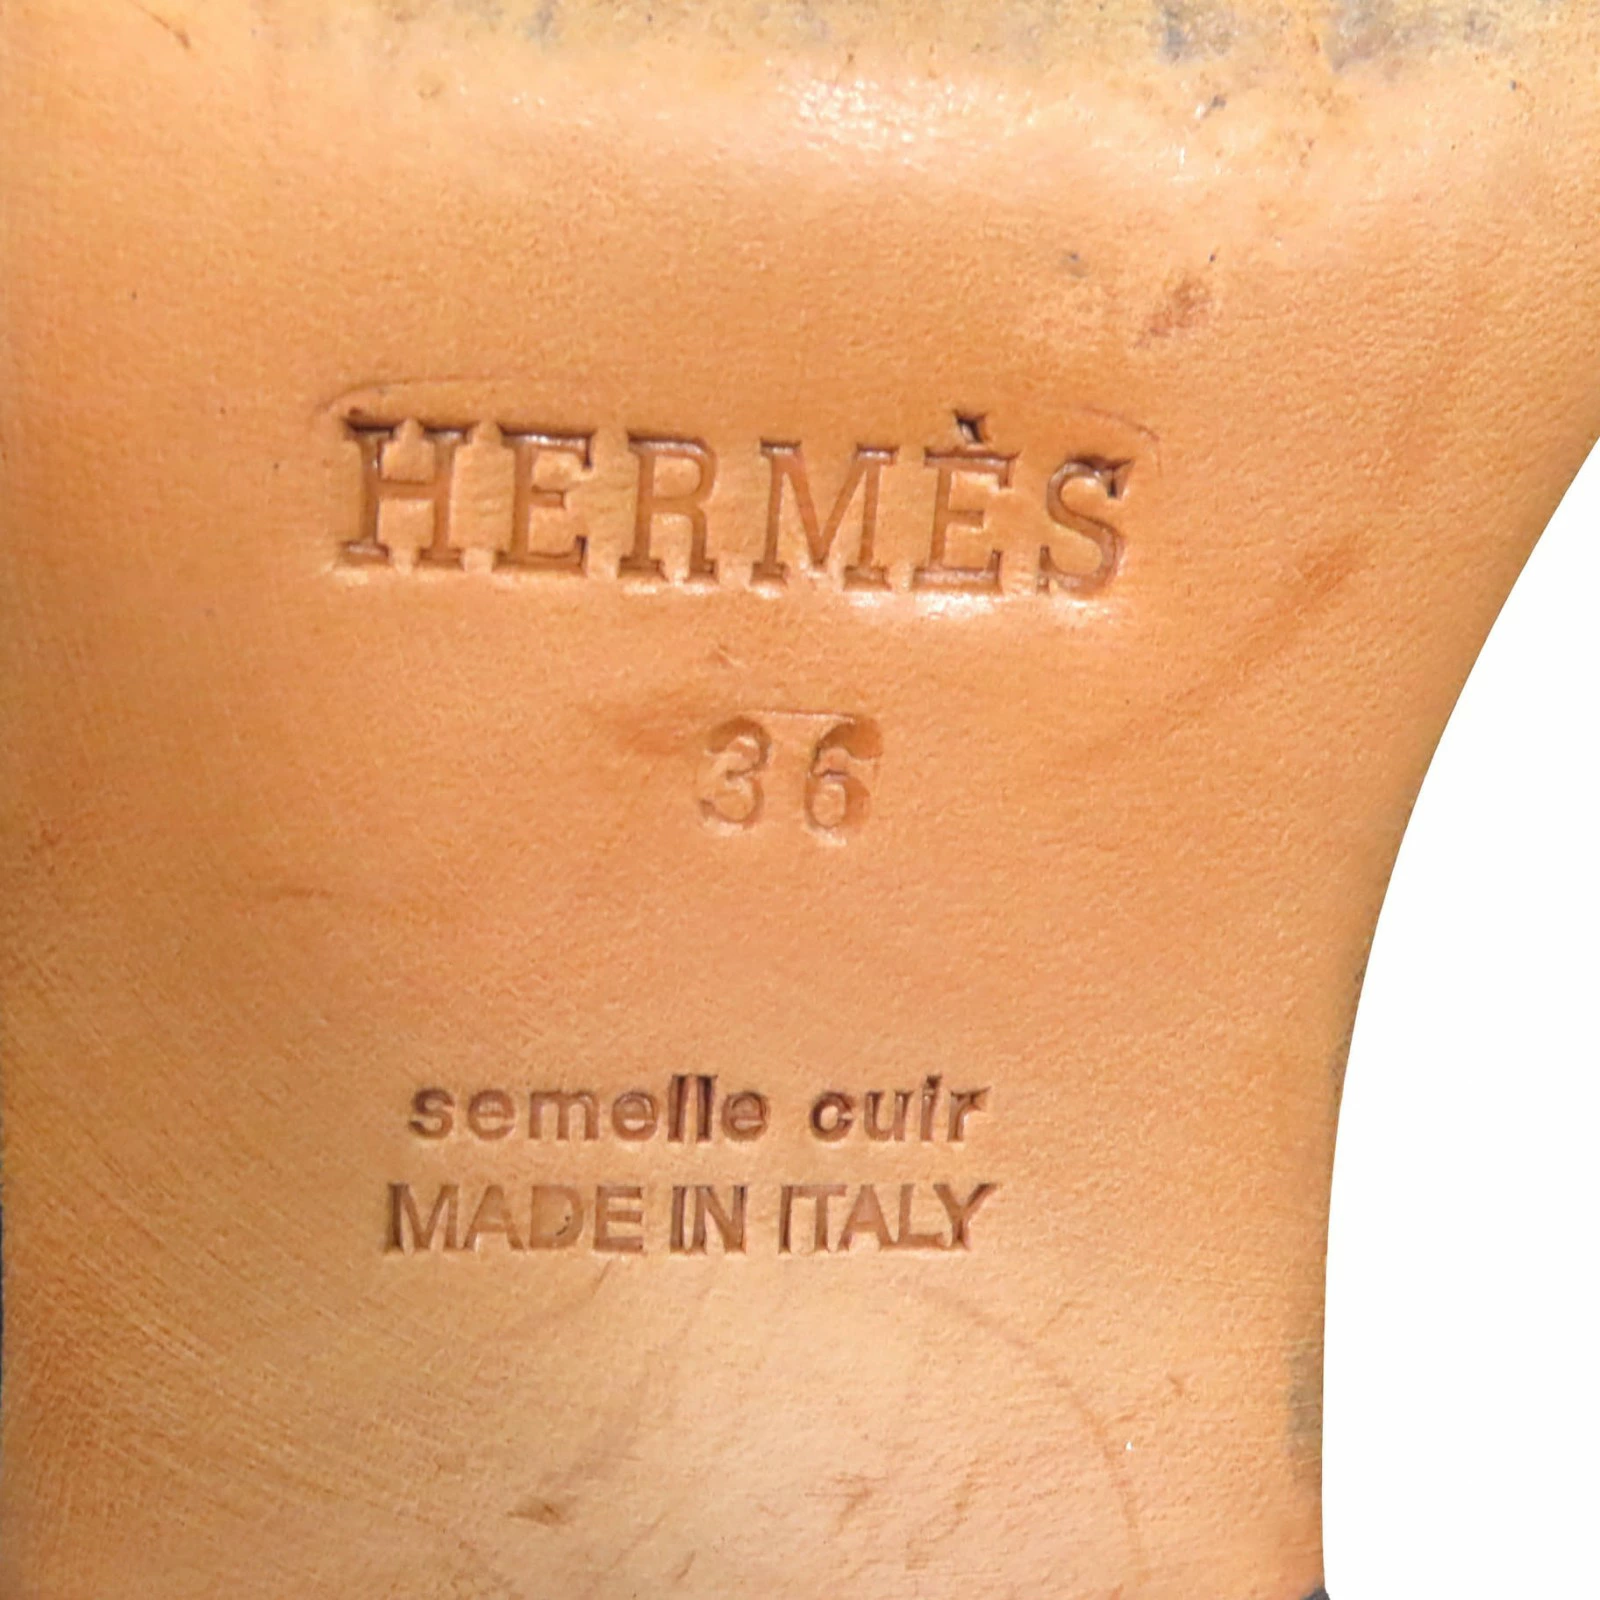 HERMÈS
36
semelle cuir
MADE IN ITALY